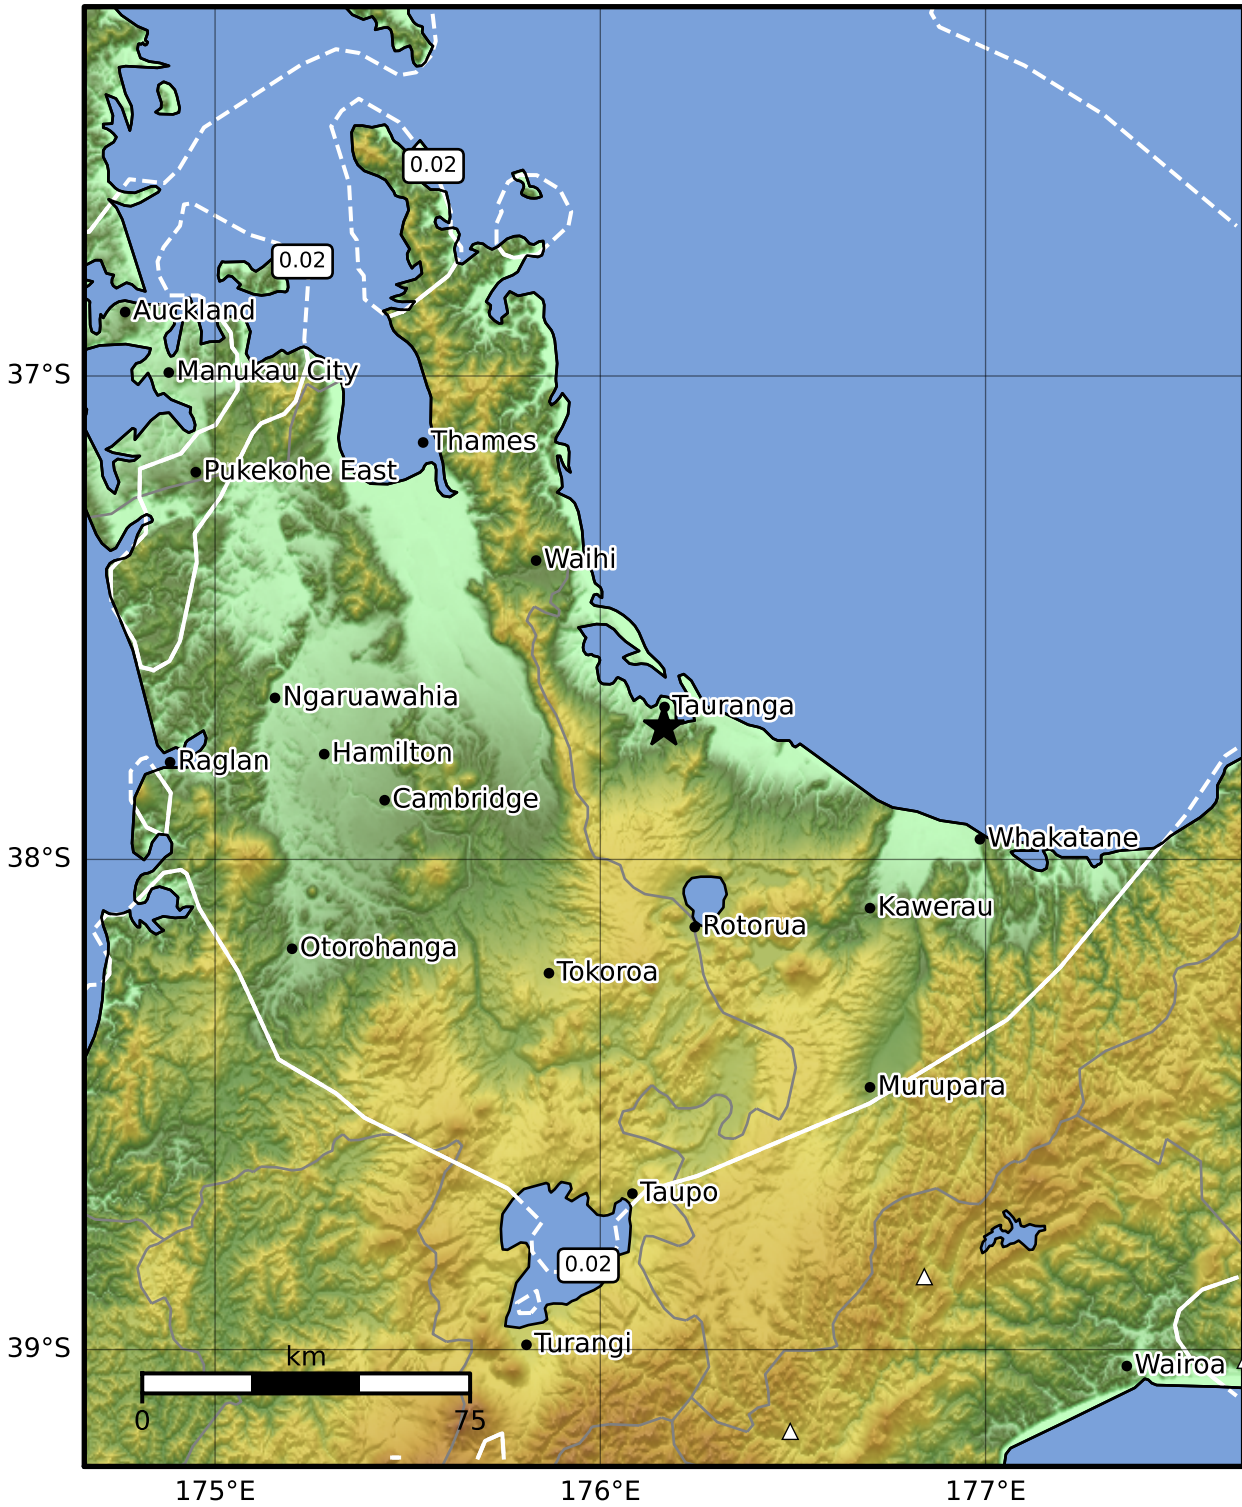 0.02
0.02
Auckland
Manukau City
37°S
Thames
Pukekohe East
Waihi
Ngaruawahia
Tauranga
Hamilton
Raglan
Cambridge
Whakatane
38°S
Kawerau
Rotorua
Otorohanga
Tokoroa
Murupara
Taupo
0.02
Turangi
39°S
km
Wairoa
0 75
175°E 176°E 177°E